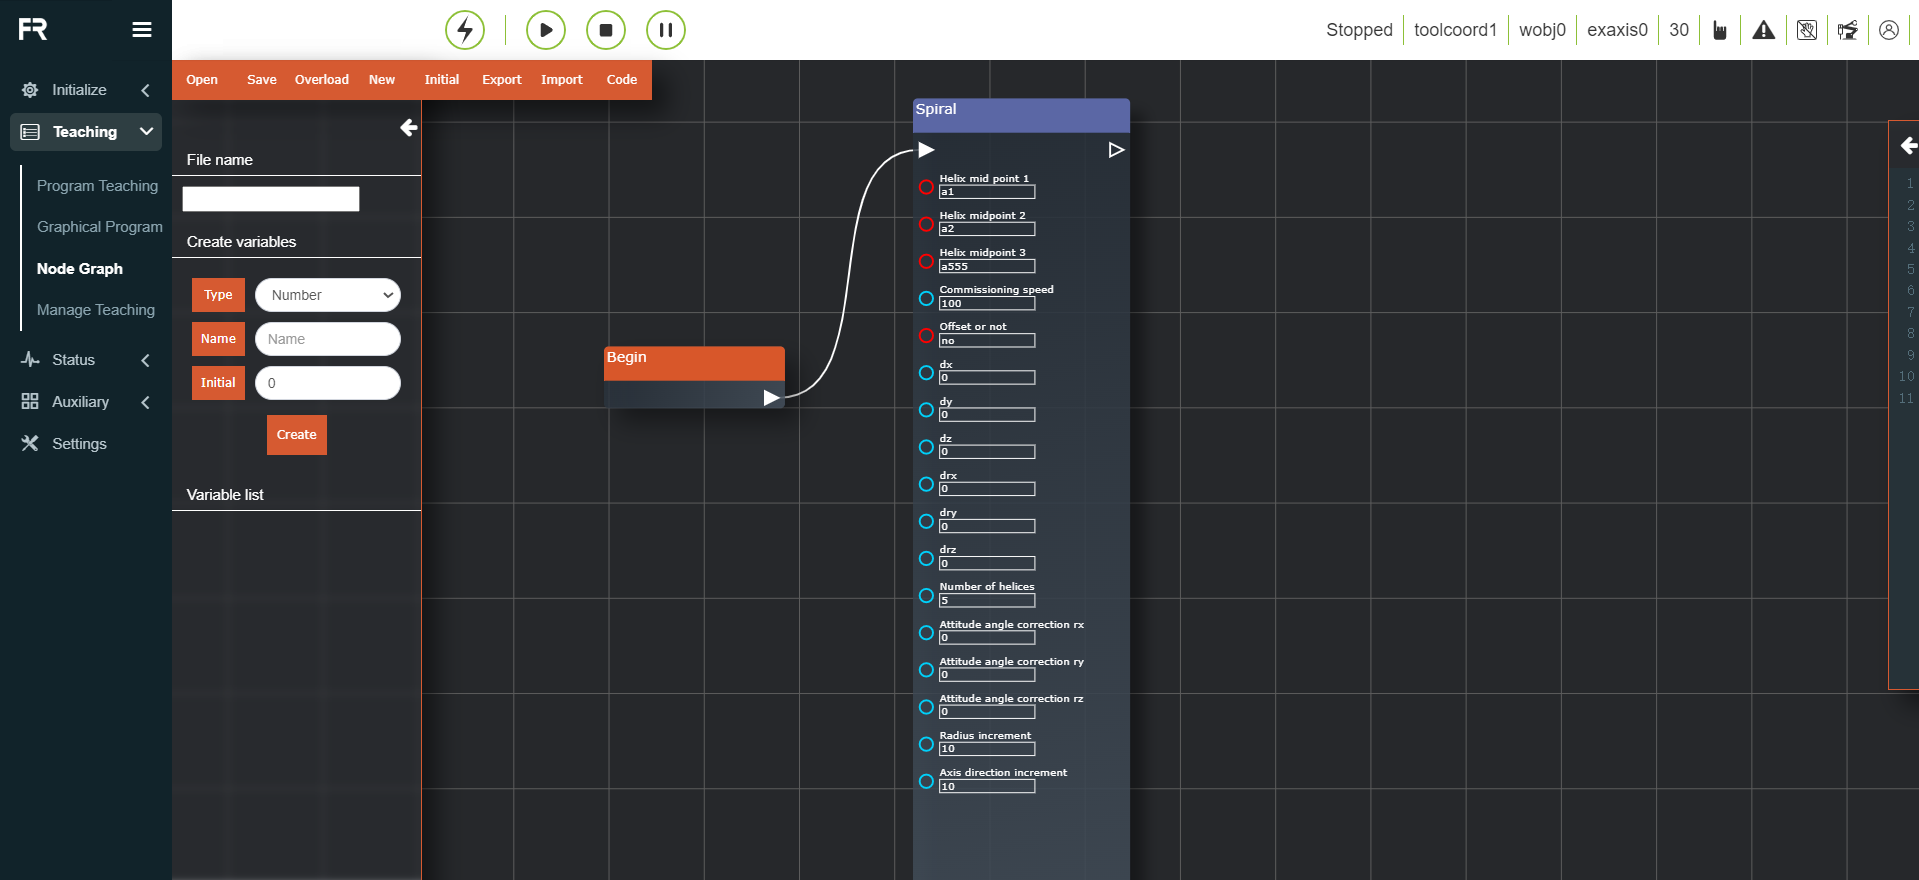 FR
Stopped
toolcoord1
wobj0
exaxis0
30
Initialize
Teaching
Program Teaching
Graphical Program
Node Graph
Manage Teaching
Status
Auxiliary
Settings
Open Save Overload New Initial Export Import Code
File name
Create variables
Type Number
Name Name
Initial 0
Create
Variable list
Begin
Spiral
Helix mid point 1
a1
Helix midpoint 2
a2
Helix midpoint 3
a555
Commissioning speed
100
Offset or not
no
dx
0
dy
0
dz
0
drx
0
dry
0
drz
0
Number of helices
5
Attitude angle correction rx
0
Attitude angle correction ry
0
Attitude angle correction rz
0
Radius increment
10
Axis direction increment
10
1
2
3
4
5
6
7
8
9
10
11